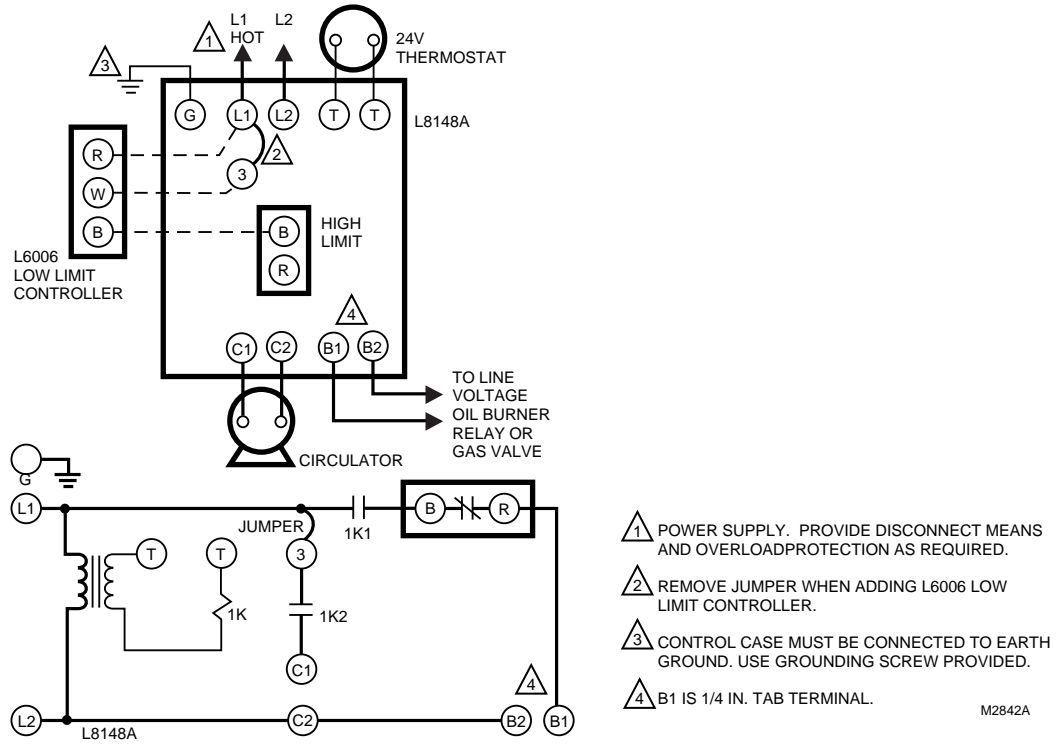 L1
HOT
L2
1
24V
THERMOSTAT
3
G
L1
L2
T
T
L8148A
2
3
R
W
B
L6006
LOW LIMIT
CONTROLLER
B
R
HIGH
LIMIT
4
C1
C2
B1
B2
TO LINE
VOLTAGE
OIL BURNER
RELAY OR
GAS VALVE
CIRCULATOR
G
L1
JUMPER
1K1
B
R
T
T
3
1K
1K2
C1
4
L2
C2
B2
B1
L8148A
1 POWER SUPPLY. PROVIDE DISCONNECT MEANS
AND OVERLOADPROTECTION AS REQUIRED.
2 REMOVE JUMPER WHEN ADDING L6006 LOW
LIMIT CONTROLLER.
3 CONTROL CASE MUST BE CONNECTED TO EARTH
GROUND. USE GROUNDING SCREW PROVIDED.
4 B1 IS 1/4 IN. TAB TERMINAL.
M2842A